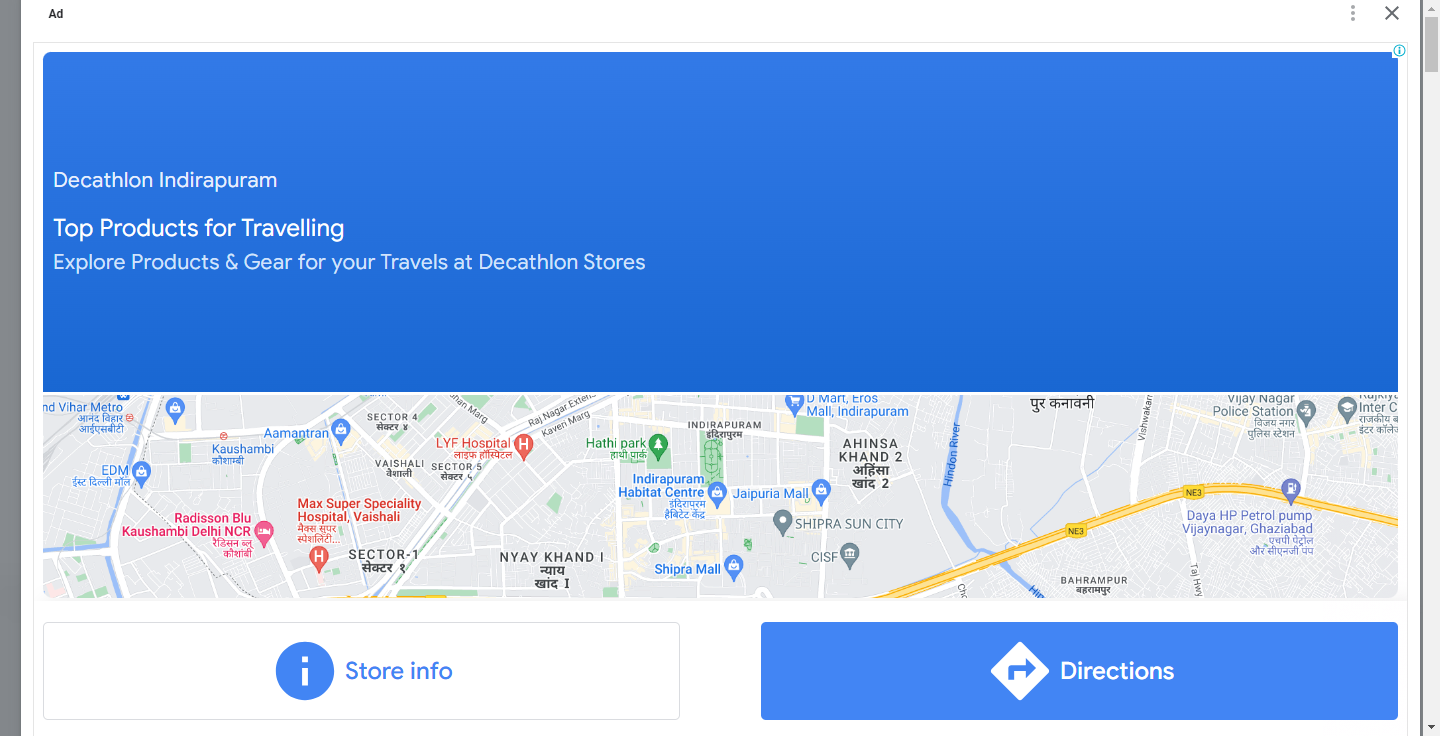 Ad
Decathlon Indirapuram
Top Products for Travelling
Explore Products & Gear for your Travels at Decathlon Stores
nd Vihar Metro
आनंद विहार
आईएसबीटी
SECTOR 4
सेक्टर ४
han Marg
Raj Nagar Extens
Kaven Marg
D Mart, Eros
Mall, Indirapuram
पुर कनावनी
Vishwakar
Vijay Nagar
Police Station
विजय नगर
पुलिस स्टेशन
Inter C
राजकीय ब
इंटर कॉलेज
Aamantran
Kaushambi
कौशाम्बी
LYF Hospital
लाइफ हॉस्पिटल
Hathi park
हाथी पार्क
INDIRAPURAM
इंदिरापुरम
AHINSA
KHAND 2
अहिंसा
खांद 2
Hindon River
EDM
ईस्ट दिल्ली मॉल
VAISHALI
वैशाली
SECTOR 5
सेक्टर ५
Indirapuram
Habitat Centre
इंदिरापुरम
हैबिटेट केंद्र
Jaipuria Mall
NE3
Max Super Speciality
Hospital, Vaishali
मैक्स सुपर
स्पेशलिटी...
Radisson Blu
Kaushambi Delhi NCR
रेडिसन ब्लू
कौशांबी
SHIPRA SUN CITY
NE3
Daya HP Petrol pump
Vijaynagar, Ghaziabad
एचपी पेट्रोल
और सीएनजी पंप
SECTOR-1
सेक्टर १
NYAY KHAND I
न्याय
खांद I
Shipra Mall
CISF
BAHRAMPUR
बहरामपुर
Taj Hwy
Store info
Directions